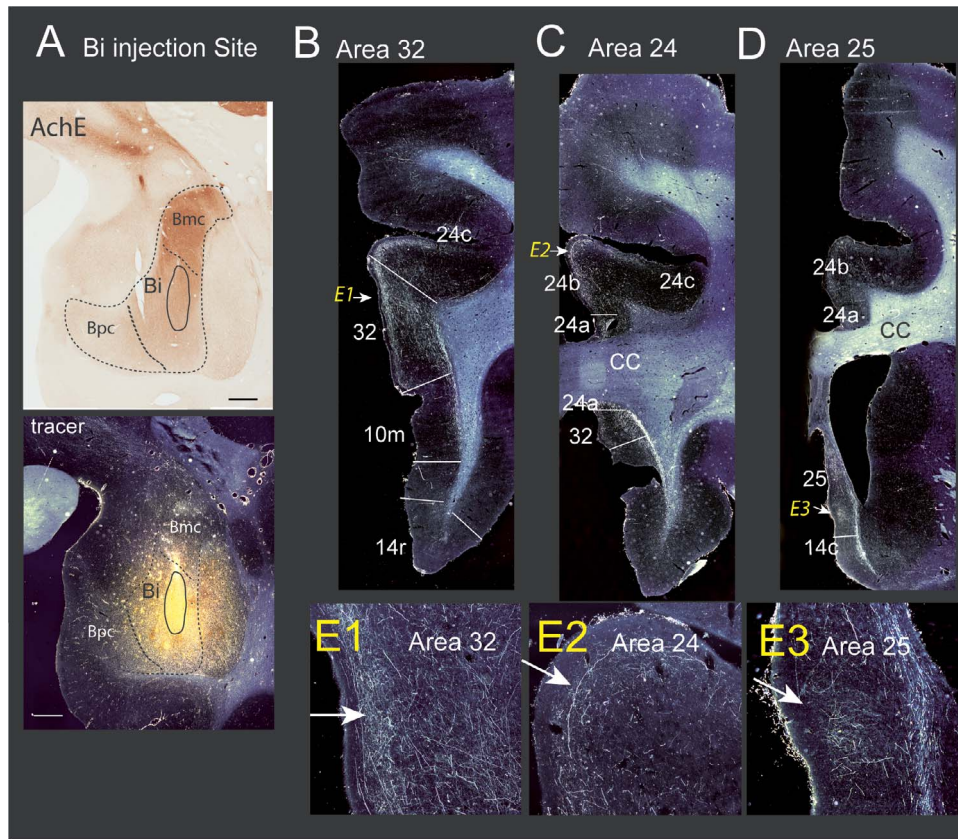 A Bi injection Site
AchE
Bmc
Bi
Bpc
tracer
Bmc
Bi
Bpc
B Area 32
24c
E1
32
10m
14r
C Area 24
E2
24b
24c
24a
CC
24a
32
D Area 25
24b
24a
CC
25
E3
14c
E1 Area 32
E2 Area 24
E3 Area 25